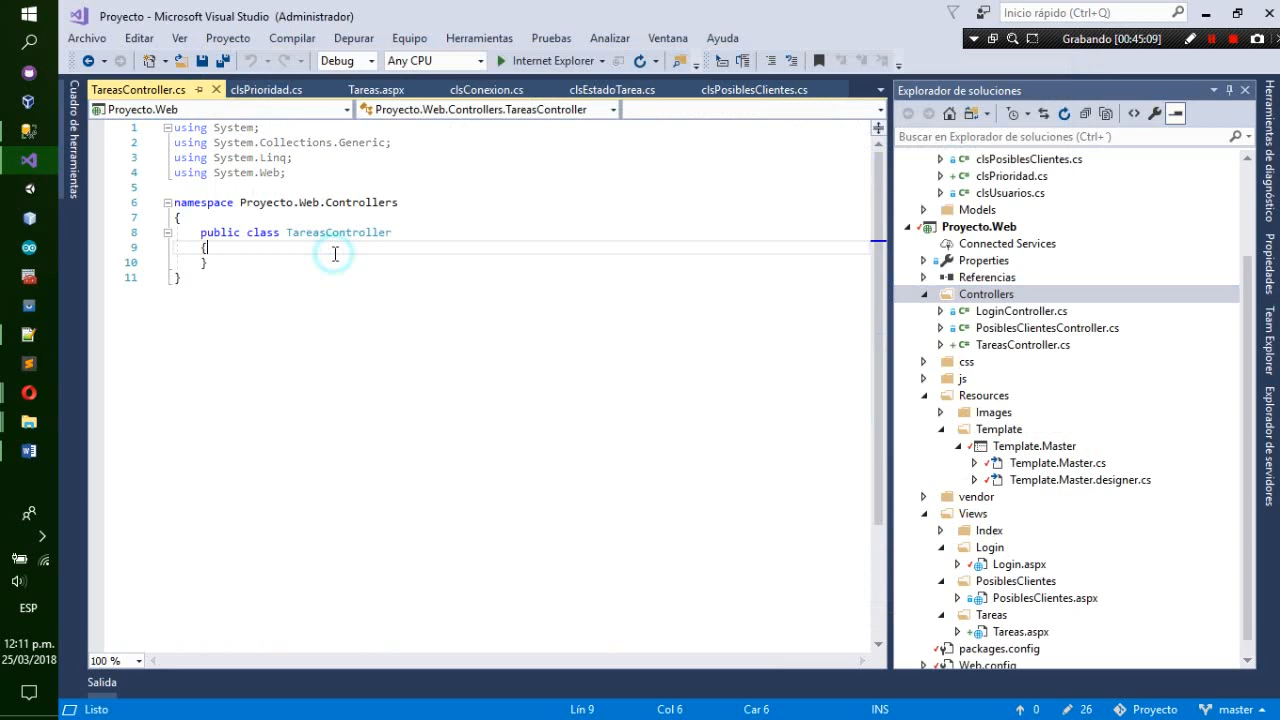 Proyecto - Microsoft Visual Studio (Administrador)
Inicio rápido (Ctrl+Q)
Archivo Editar Ver Proyecto Compilar Depurar Equipo Herramientas Pruebas Analizar Ventana Ayuda
Grabando [00:45:09]
Debug Any CPU Internet Explorer
Cuadro de herramientas
TareasController.cs clsPrioridad.cs Tareas.aspx clsConexion.cs clsEstadoTarea.cs clsPosiblesClientes.cs
Proyecto.Web Proyecto.Web.Controllers.TareasController
1 using System;
2 using System.Collections.Generic;
3 using System.Linq;
4 using System.Web;
5
6 namespace Proyecto.Web.Controllers
7 {
8 public class TareasController
9 {
10 }
11 }
100 %
Salida
Explorador de soluciones
Buscar en Explorador de soluciones (Ctrl+´)
clsPosiblesClientes.cs
clsPrioridad.cs
clsUsuarios.cs
Models
Proyecto.Web
Connected Services
Properties
Referencias
Controllers
LoginController.cs
PosiblesClientesController.cs
TareasController.cs
css
js
Resources
Images
Template
Template.Master
Template.Master.cs
Template.Master.designer.cs
vendor
Views
Index
Login
Login.aspx
PosiblesClientes
PosiblesClientes.aspx
Tareas
Tareas.aspx
packages.config
Web.config
Herramientas de diagnóstico
Propiedades
Team Explorer
Explorador de servidores
ESP
12:11 p.m.
25/03/2018
Listo Lín 9 Col 6 Car 6 INS 0 26 Proyecto master